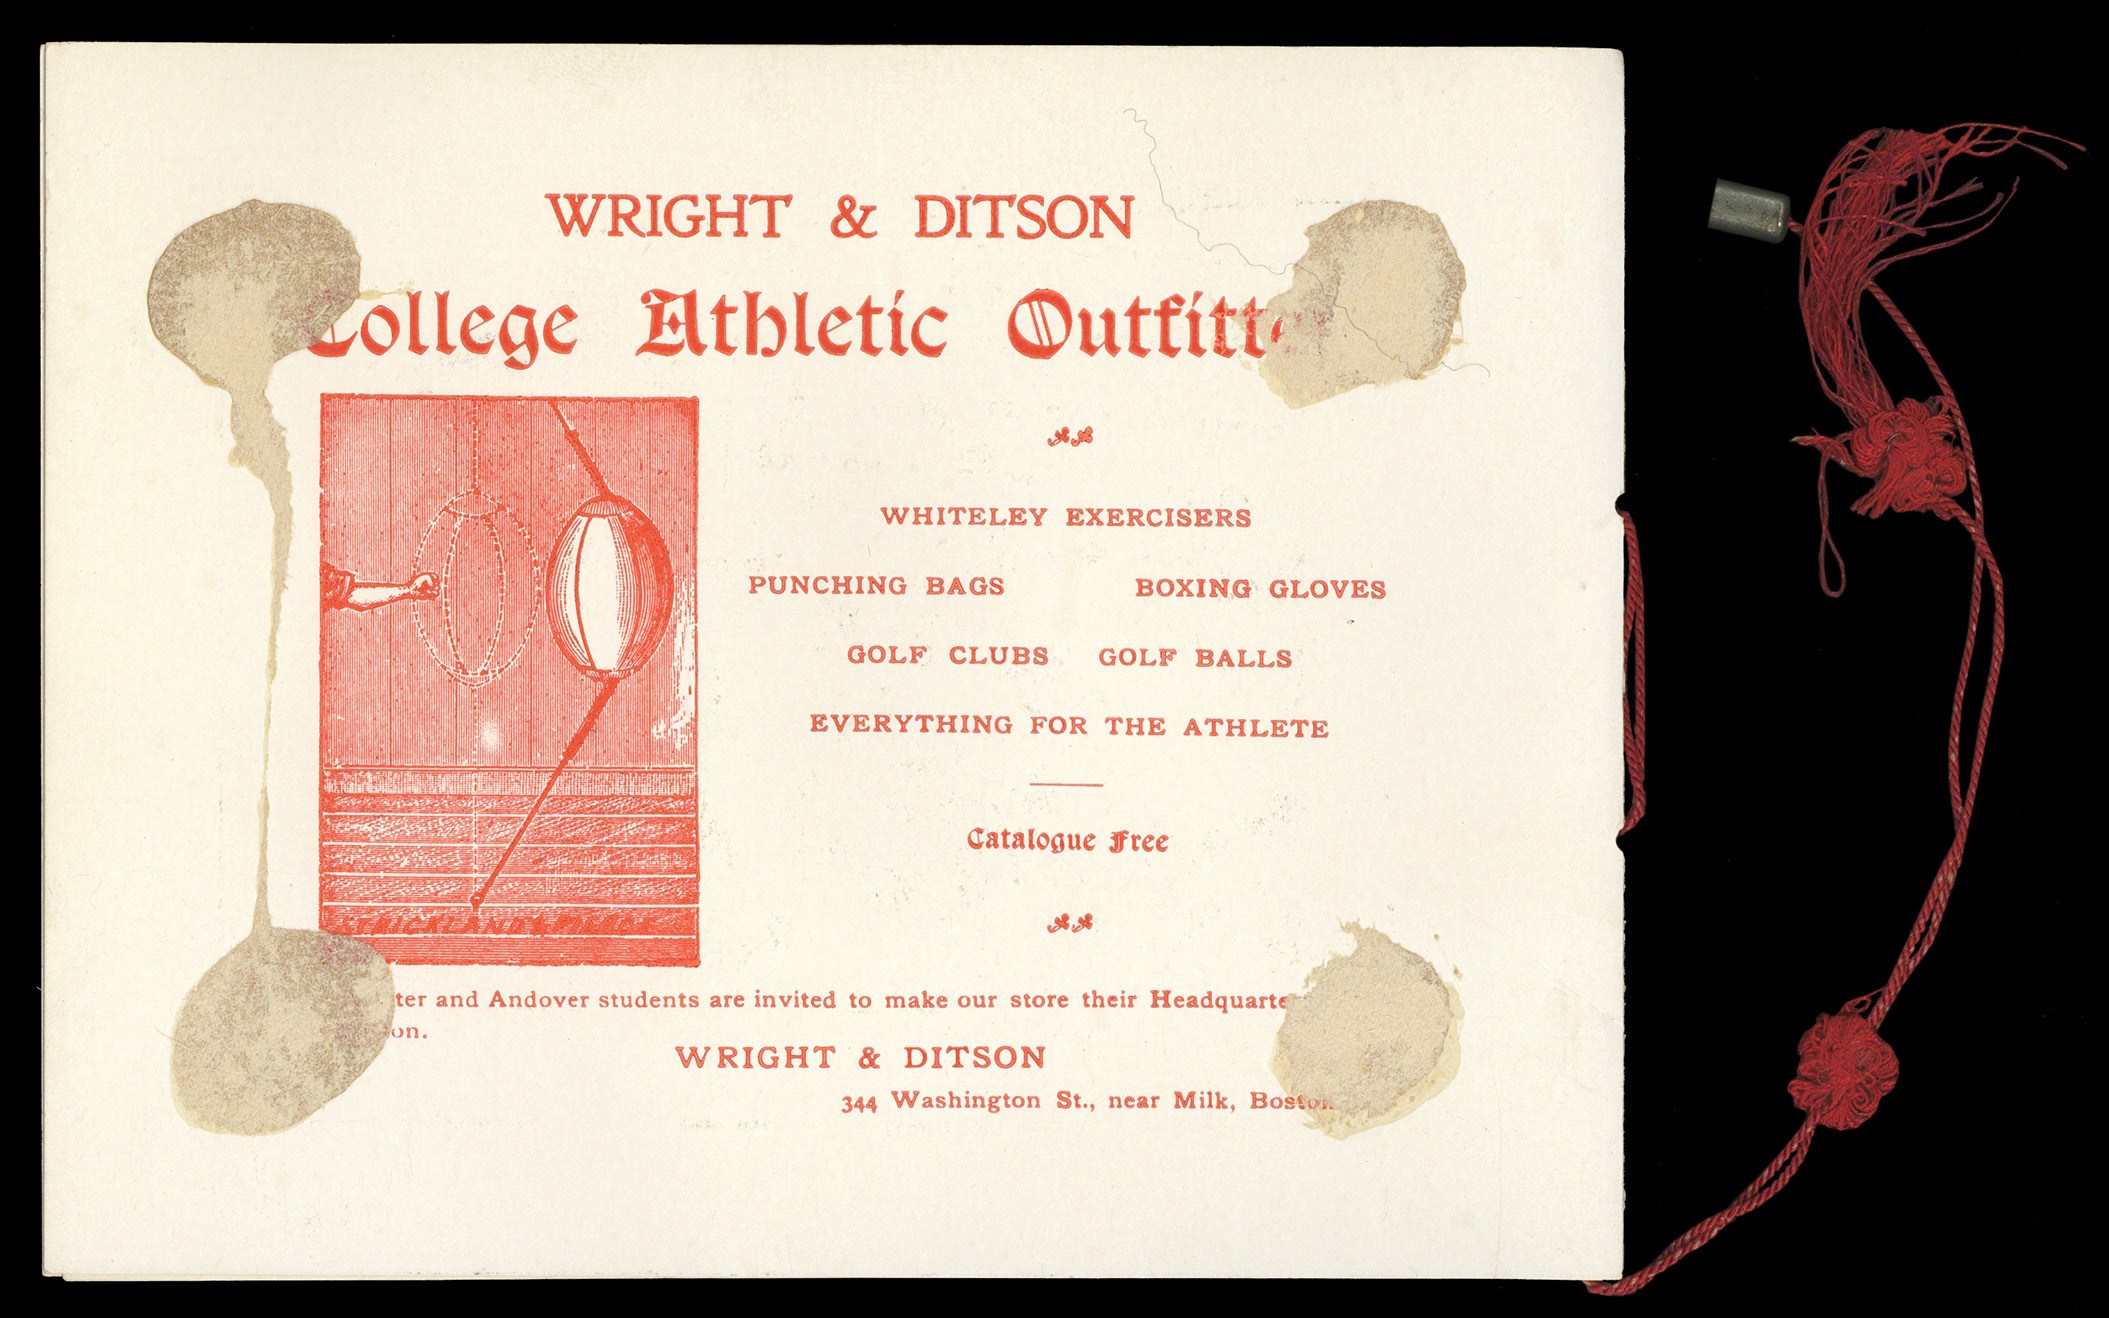 WRIGHT & DITSON
College Athletic Outfitt
WHITELEY EXERCISERS
PUNCHING BAGS BOXING GLOVES
GOLF CLUBS GOLF BALLS
EVERYTHING FOR THE ATHLETE
Catalogue Free
ter and Andover students are invited to make our store their Headquarte
on.
WRIGHT & DITSON
344 Washington St., near Milk, Boston